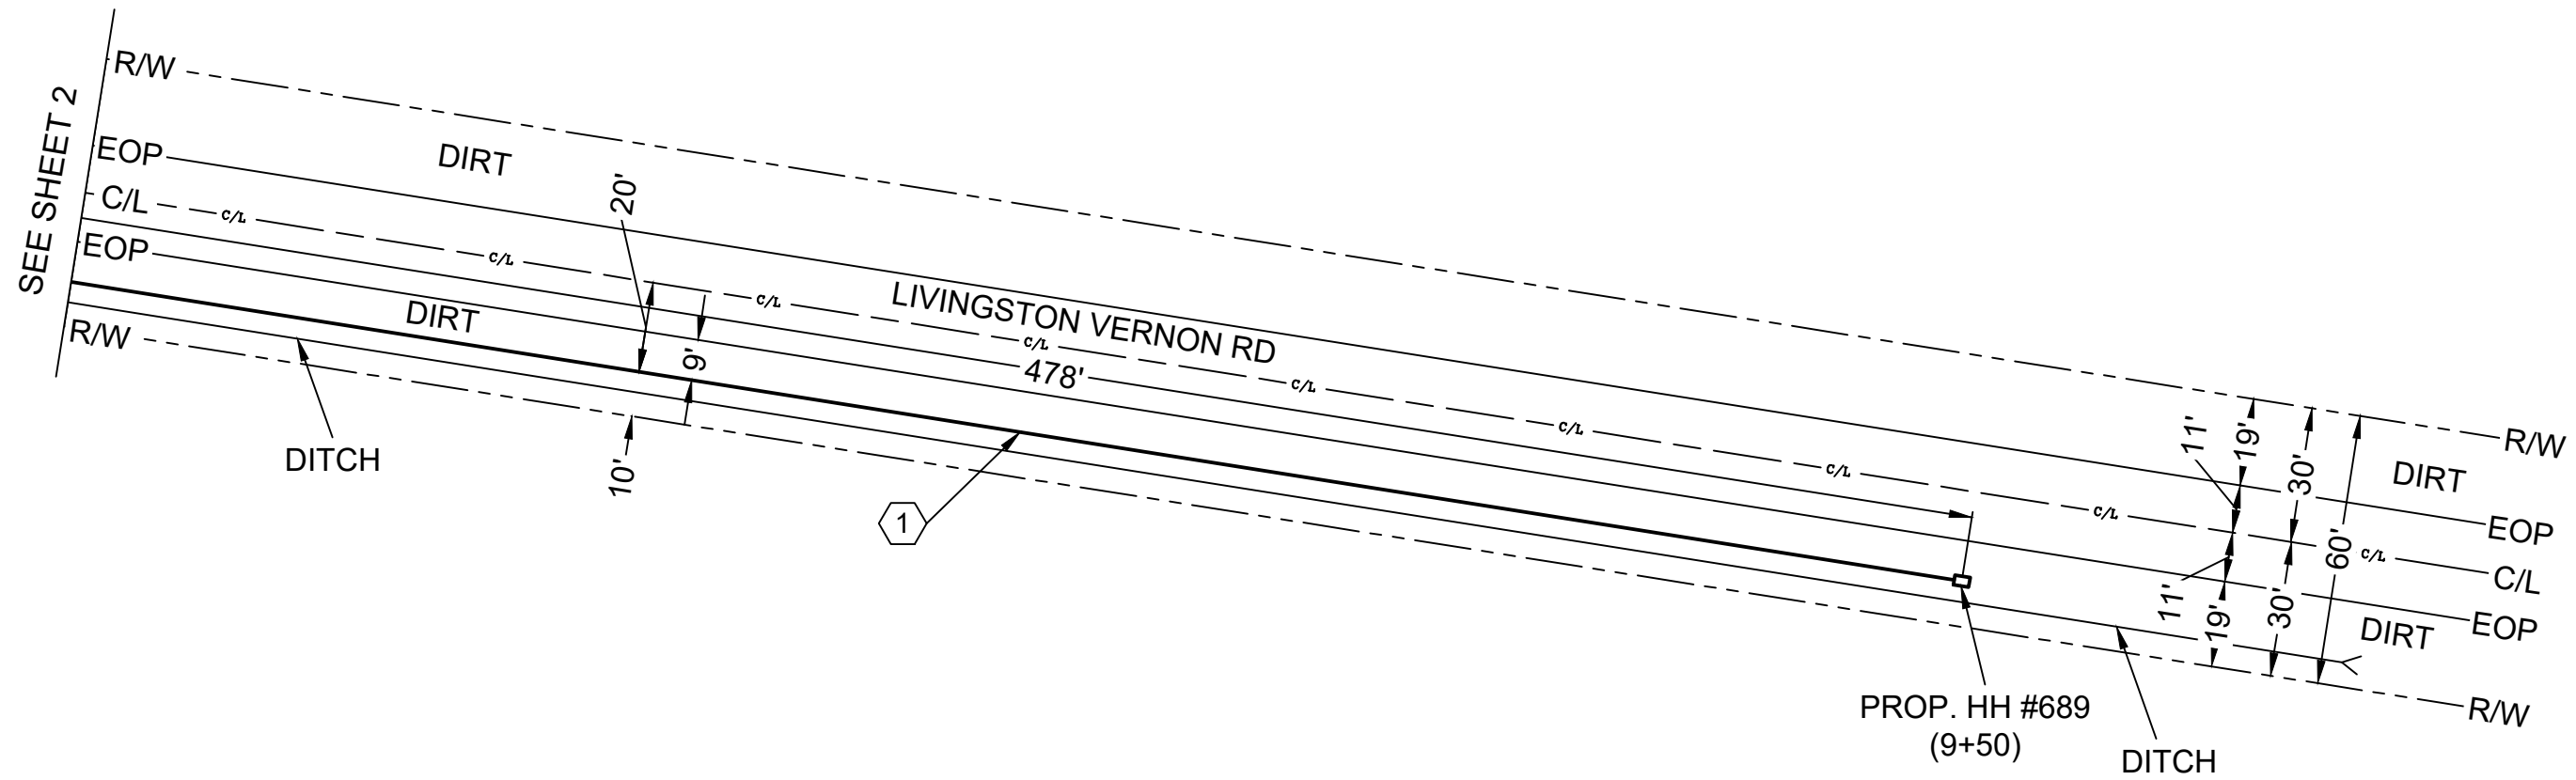 SEE SHEET 2
R/W
EOP
C/L
EOP
R/W
DIRT
DIRT
20'
9'
10'
DITCH
C/L
C/L
C/L
C/L
C/L
C/L
C/L
C/L
C/L
LIVINGSTON VERNON RD
478'
1
PROP. HH #689
(9+50)
DITCH
11'
19'
30'
60'
11'
19'
30'
DIRT
DIRT
R/W
EOP
C/L
EOP
R/W